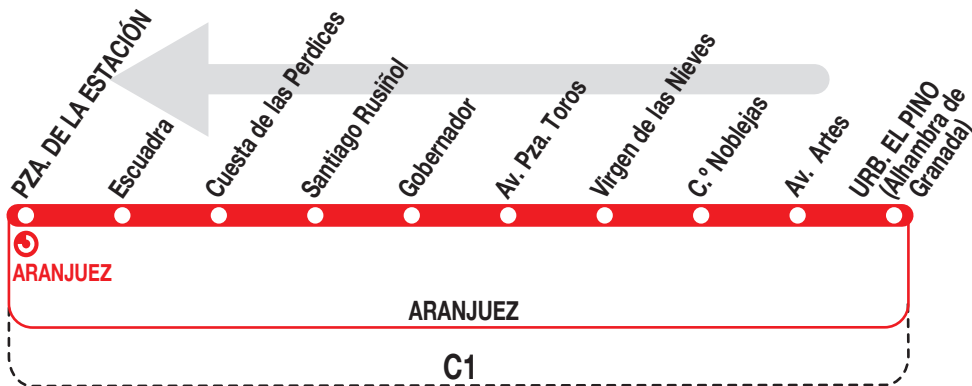 PZA. DE LA ESTACIÓN
Escuadra
Cuesta de las Perdices
Santiago Rusiñol
Gobernador
Av. Pza. Toros
Virgen de las Nieves
C.º Noblejas
Av. Artes
URB. EL PINO
(Alhambra de
Granada)
ARANJUEZ
ARANJUEZ
C1